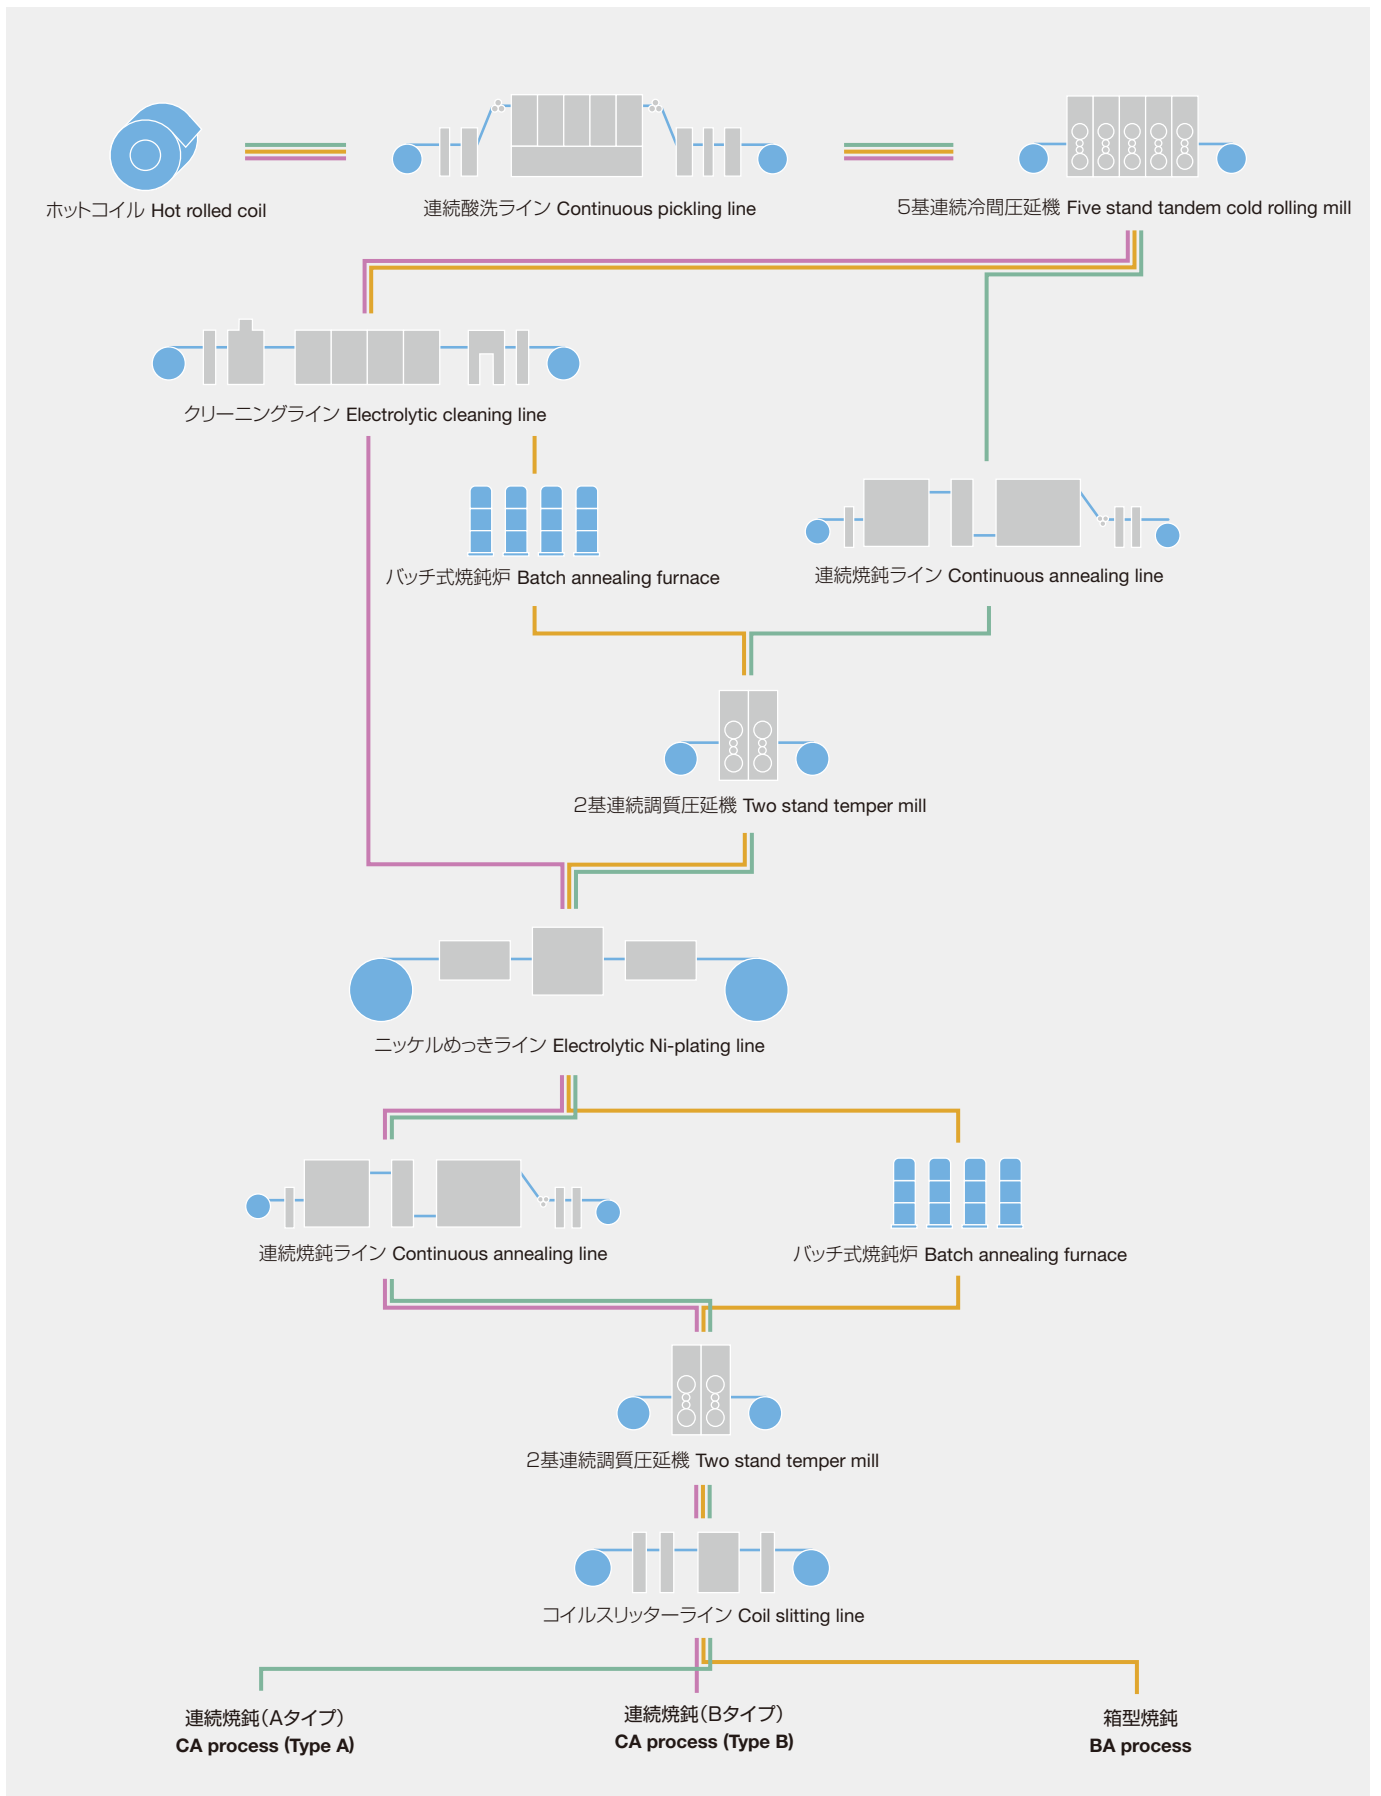 ホットコイル Hot rolled coil
連続酸洗ライン Continuous pickling line
5基連続冷間圧延機 Five stand tandem cold rolling mill
クリーニングライン Electrolytic cleaning line
バッチ式焼鈍炉 Batch annealing furnace
連続焼鈍ライン Continuous annealing line
2基連続調質圧延機 Two stand temper mill
ニッケルめっきライン Electrolytic Ni-plating line
連続焼鈍ライン Continuous annealing line
バッチ式焼鈍炉 Batch annealing furnace
2基連続調質圧延機 Two stand temper mill
コイルスリッターライン Coil slitting line
連続焼鈍（Aタイプ）
CA process (Type A)
連続焼鈍（Bタイプ）
CA process (Type B)
箱型焼鈍
BA process